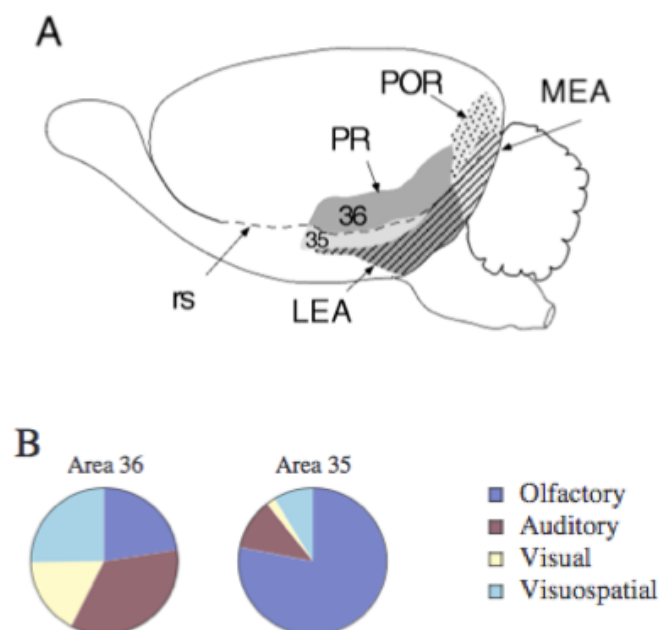 A
POR
MEA
PR
36
35
rs
LEA
B
Area 36
Area 35
Olfactory
Auditory
Visual
Visuospatial